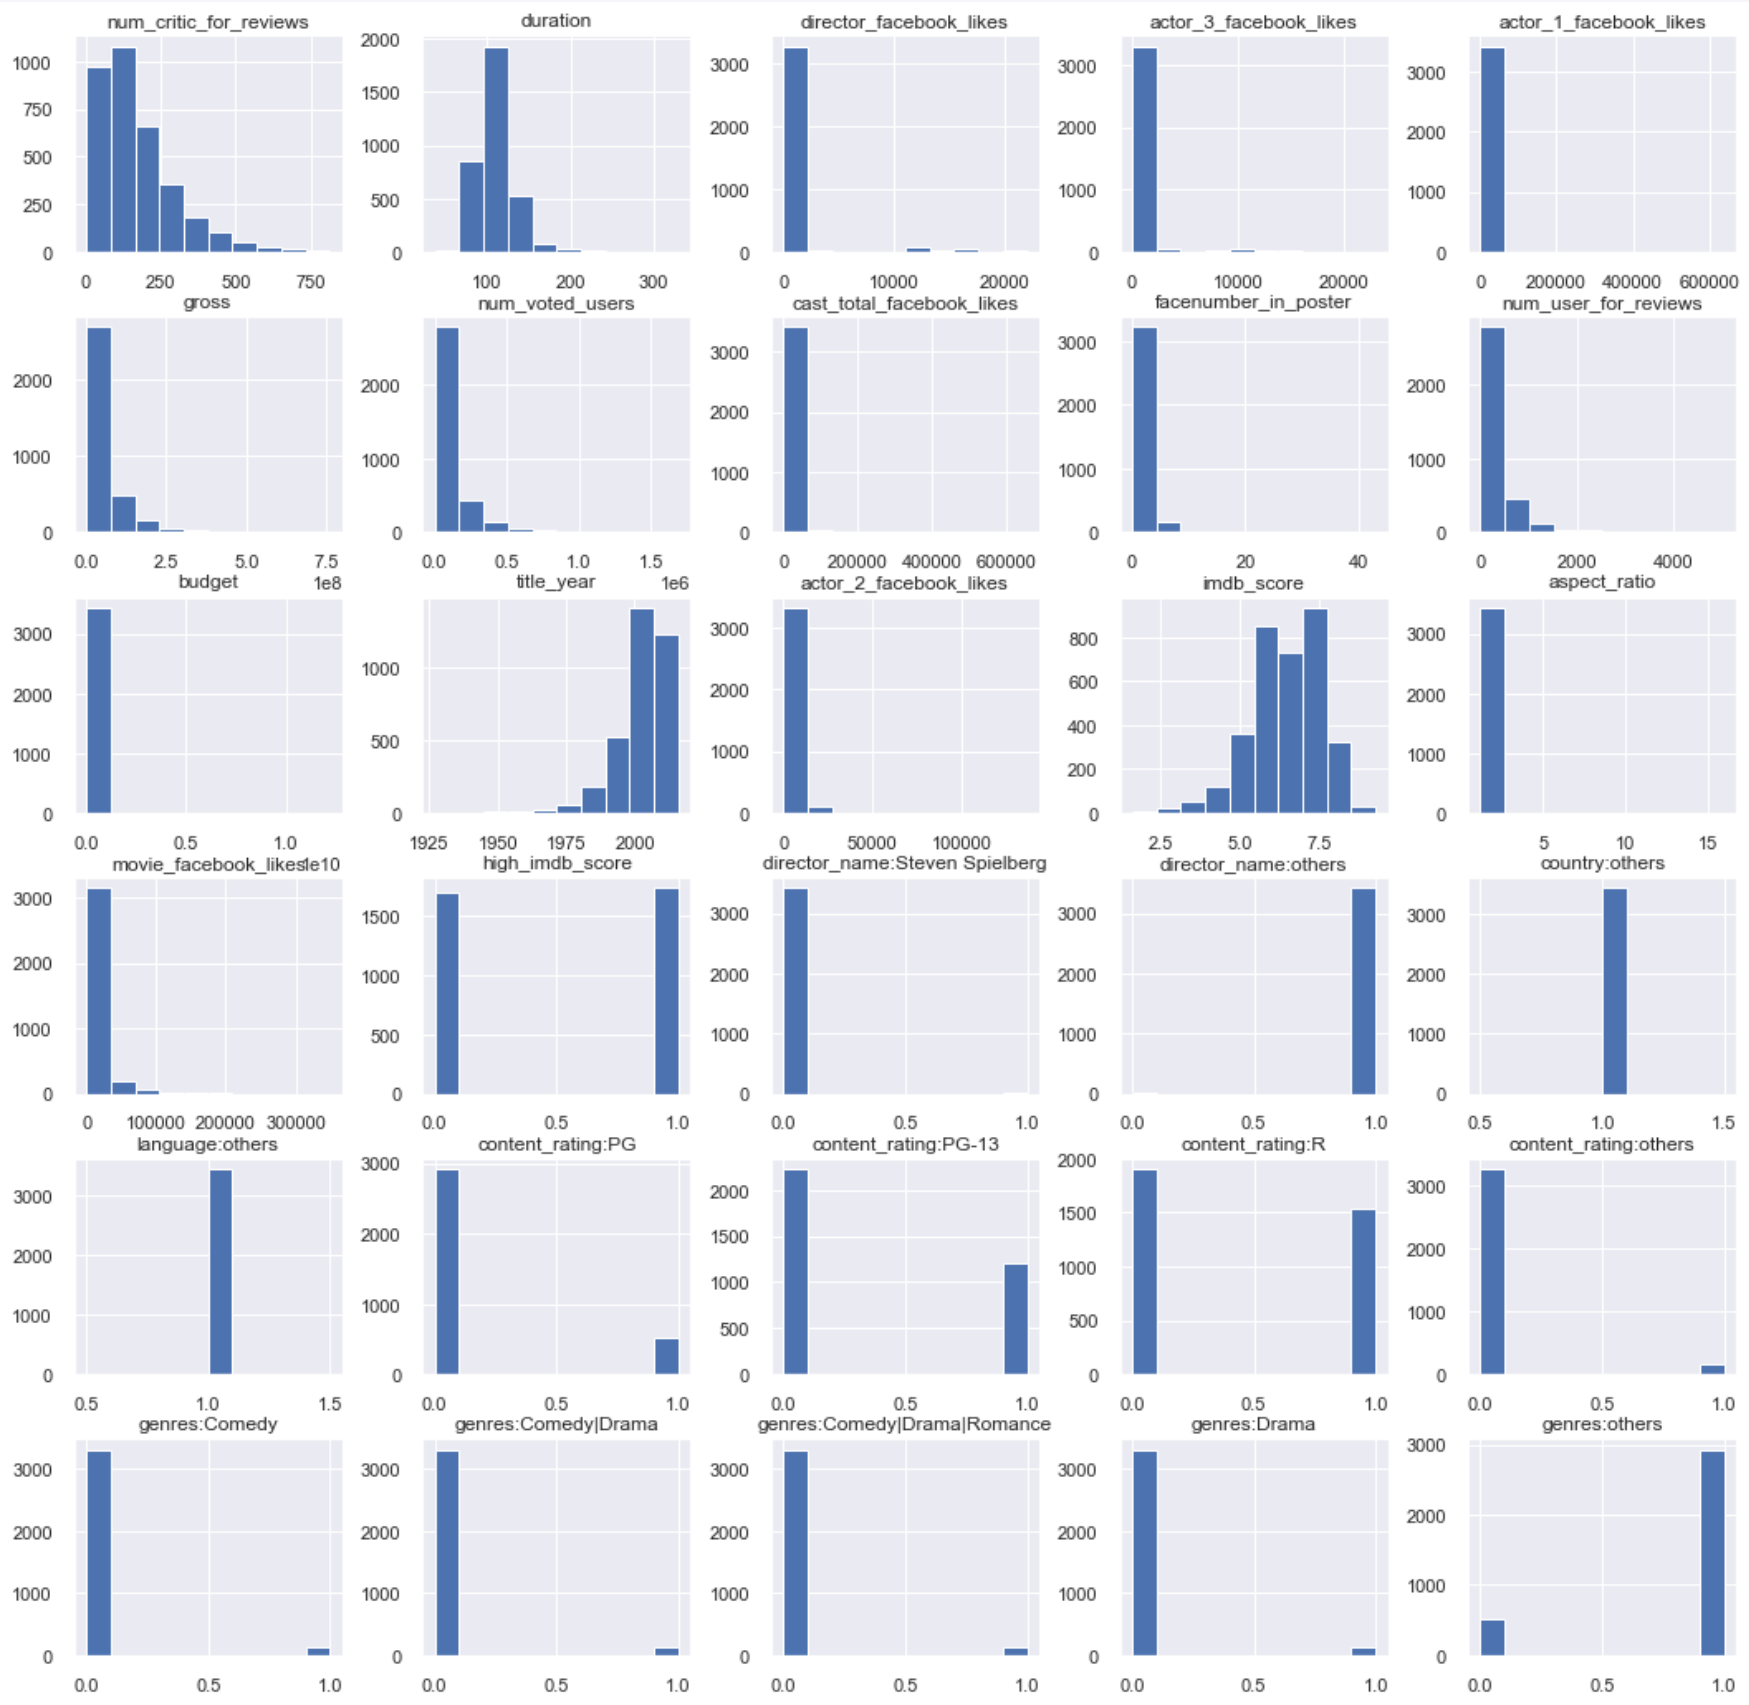 num_critic_for_reviews duration director_facebook_likes actor_3_facebook_likes actor_1_facebook_likes
1000 750 500 250 0 2000 1500 1000 500 0 3000 2000 1000 0 3000 2000 1000 0 3000 2000 1000 0
0 250 500 750 100 200 300 0 10000 20000 0 10000 20000 0 200000 400000 600000
gross num_voted_users cast_total_facebook_likes facenumber_in_poster num_user_for_reviews
2000 1000 0 2000 1000 0 3000 2000 1000 0 3000 2000 1000 0 2000 1000 0
0.0 2.5 5.0 7.5 0.0 0.5 1.0 1.5 0 200000 400000 600000 0 20 40 0 2000 4000
budget 1e8 title_year 1e6 actor_2_facebook_likes imdb_score aspect_ratio
3000 2000 1000 0 1000 500 0 3000 2000 1000 0 800 600 400 200 0 3000 2000 1000 0
0.0 0.5 1.0 1925 1950 1975 2000 0 50000 100000 2.5 5.0 7.5 5 10 15
movie_facebook_likes 1e10 high_imdb_score director_name:Steven Spielberg director_name:others country:others
3000 2000 1000 0 1500 1000 500 0 3000 2000 1000 0 3000 2000 1000 0 3000 2000 1000 0
0 100000 200000 300000 0.0 0.5 1.0 0.0 0.5 1.0 0.0 0.5 1.0 0.5 1.0 1.5
language:others content_rating:PG content_rating:PG-13 content_rating:R content_rating:others
3000 2000 1000 0 3000 2000 1000 0 2000 1500 1000 500 0 2000 1500 1000 500 0 3000 2000 1000 0
0.5 1.0 1.5 0.0 0.5 1.0 0.0 0.5 1.0 0.0 0.5 1.0 0.0 0.5 1.0
genres:Comedy genres:Comedy|Drama genres:Comedy|Drama|Romance genres:Drama genres:others
3000 2000 1000 0 3000 2000 1000 0 3000 2000 1000 0 3000 2000 1000 0 3000 2000 1000 0
0.0 0.5 1.0 0.0 0.5 1.0 0.0 0.5 1.0 0.0 0.5 1.0 0.0 0.5 1.0